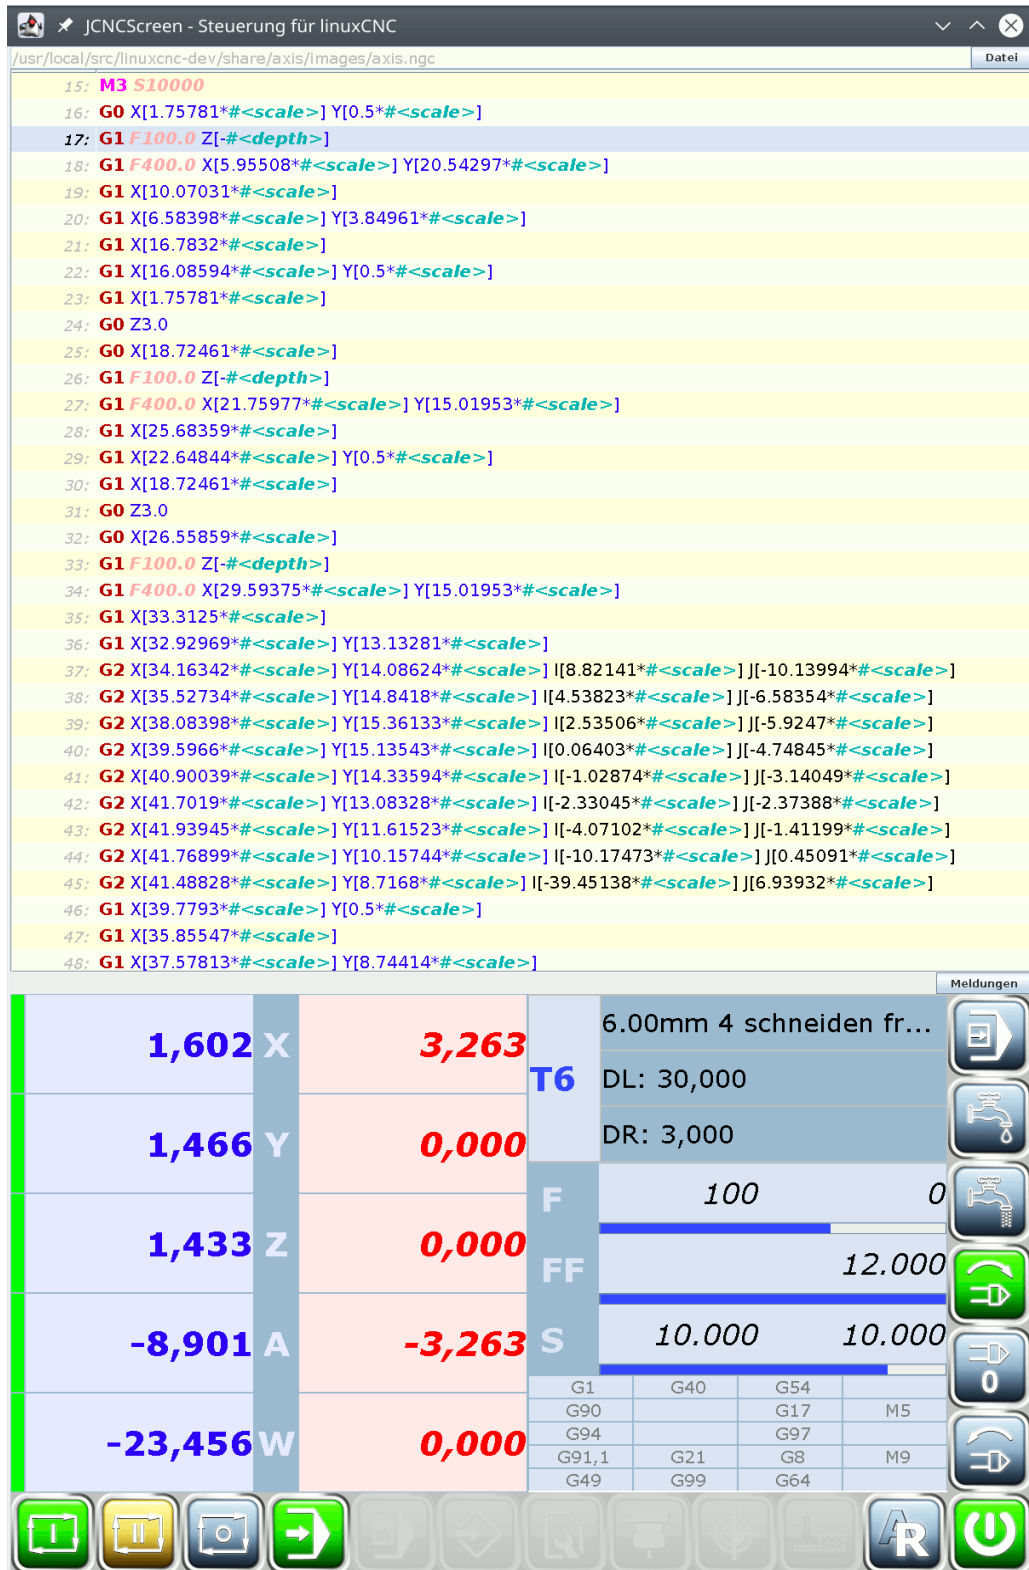 JCNCScreen - Steuerung für linuxCNC
/usr/local/src/linuxcnc-dev/share/axis/images/axis.ngc
Datei
15: M3 S10000
16: G0 X[1.75781*#<scale>] Y[0.5*#<scale>]
17: G1 F100.0 Z[-#<depth>]
18: G1 F400.0 X[5.95508*#<scale>] Y[20.54297*#<scale>]
19: G1 X[10.07031*#<scale>]
20: G1 X[6.58398*#<scale>] Y[3.84961*#<scale>]
21: G1 X[16.7832*#<scale>]
22: G1 X[16.08594*#<scale>] Y[0.5*#<scale>]
23: G1 X[1.75781*#<scale>]
24: G0 Z3.0
25: G0 X[18.72461*#<scale>]
26: G1 F100.0 Z[-#<depth>]
27: G1 F400.0 X[21.75977*#<scale>] Y[15.01953*#<scale>]
28: G1 X[25.68359*#<scale>]
29: G1 X[22.64844*#<scale>] Y[0.5*#<scale>]
30: G1 X[18.72461*#<scale>]
31: G0 Z3.0
32: G0 X[26.55859*#<scale>]
33: G1 F100.0 Z[-#<depth>]
34: G1 F400.0 X[29.59375*#<scale>] Y[15.01953*#<scale>]
35: G1 X[33.3125*#<scale>]
36: G1 X[32.92969*#<scale>] Y[13.13281*#<scale>]
37: G2 X[34.16342*#<scale>] Y[14.08624*#<scale>] I[8.82141*#<scale>] J[-10.13994*#<scale>]
38: G2 X[35.52734*#<scale>] Y[14.8418*#<scale>] I[4.53823*#<scale>] J[-6.58354*#<scale>]
39: G2 X[38.08398*#<scale>] Y[15.36133*#<scale>] I[2.53506*#<scale>] J[-5.9247*#<scale>]
40: G2 X[39.5966*#<scale>] Y[15.13543*#<scale>] I[0.06403*#<scale>] J[-4.74845*#<scale>]
41: G2 X[40.90039*#<scale>] Y[14.33594*#<scale>] I[-1.02874*#<scale>] J[-3.14049*#<scale>]
42: G2 X[41.7019*#<scale>] Y[13.08328*#<scale>] I[-2.33045*#<scale>] J[-2.37388*#<scale>]
43: G2 X[41.93945*#<scale>] Y[11.61523*#<scale>] I[-4.07102*#<scale>] J[-1.41199*#<scale>]
44: G2 X[41.76899*#<scale>] Y[10.15744*#<scale>] I[-10.17473*#<scale>] J[0.45091*#<scale>]
45: G2 X[41.48828*#<scale>] Y[8.7168*#<scale>] I[-39.45138*#<scale>] J[6.93932*#<scale>]
46: G1 X[39.7793*#<scale>] Y[0.5*#<scale>]
47: G1 X[35.85547*#<scale>]
48: G1 X[37.57813*#<scale>] Y[8.74414*#<scale>]
Meldungen
1,602 X 3,263
1,466 Y 0,000
1,433 Z 0,000
-8,901 A -3,263
-23,456 W 0,000
T6
6.00mm 4 schneiden fr...
DL: 30,000
DR: 3,000
F 100 0
FF 12.000
S 10.000 10.000
G1 G40 G54
G90 G17 M5
G94 G97
G91,1 G21 G8 M9
G49 G99 G64
0
I
II
O
AR